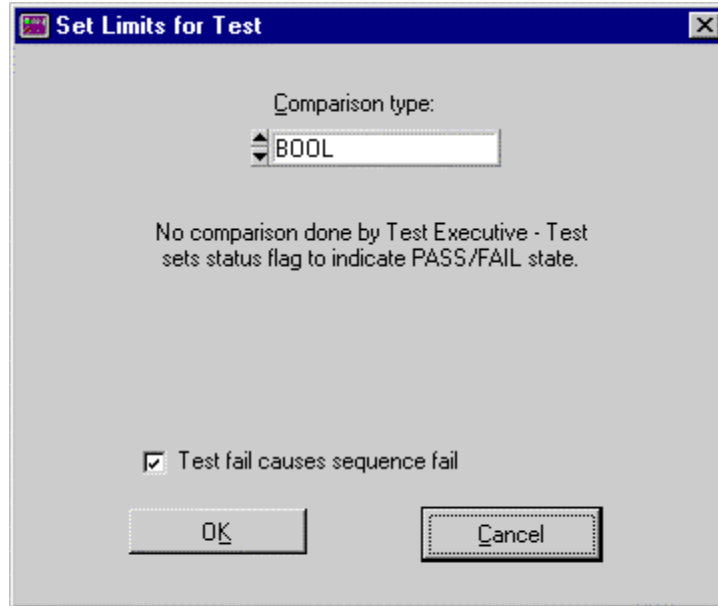 Set Limits for Test
Comparison type:
BOOL
No comparison done by Test Executive - Test
sets status flag to indicate PASS/FAIL state.
Test fail causes sequence fail
OK
Cancel